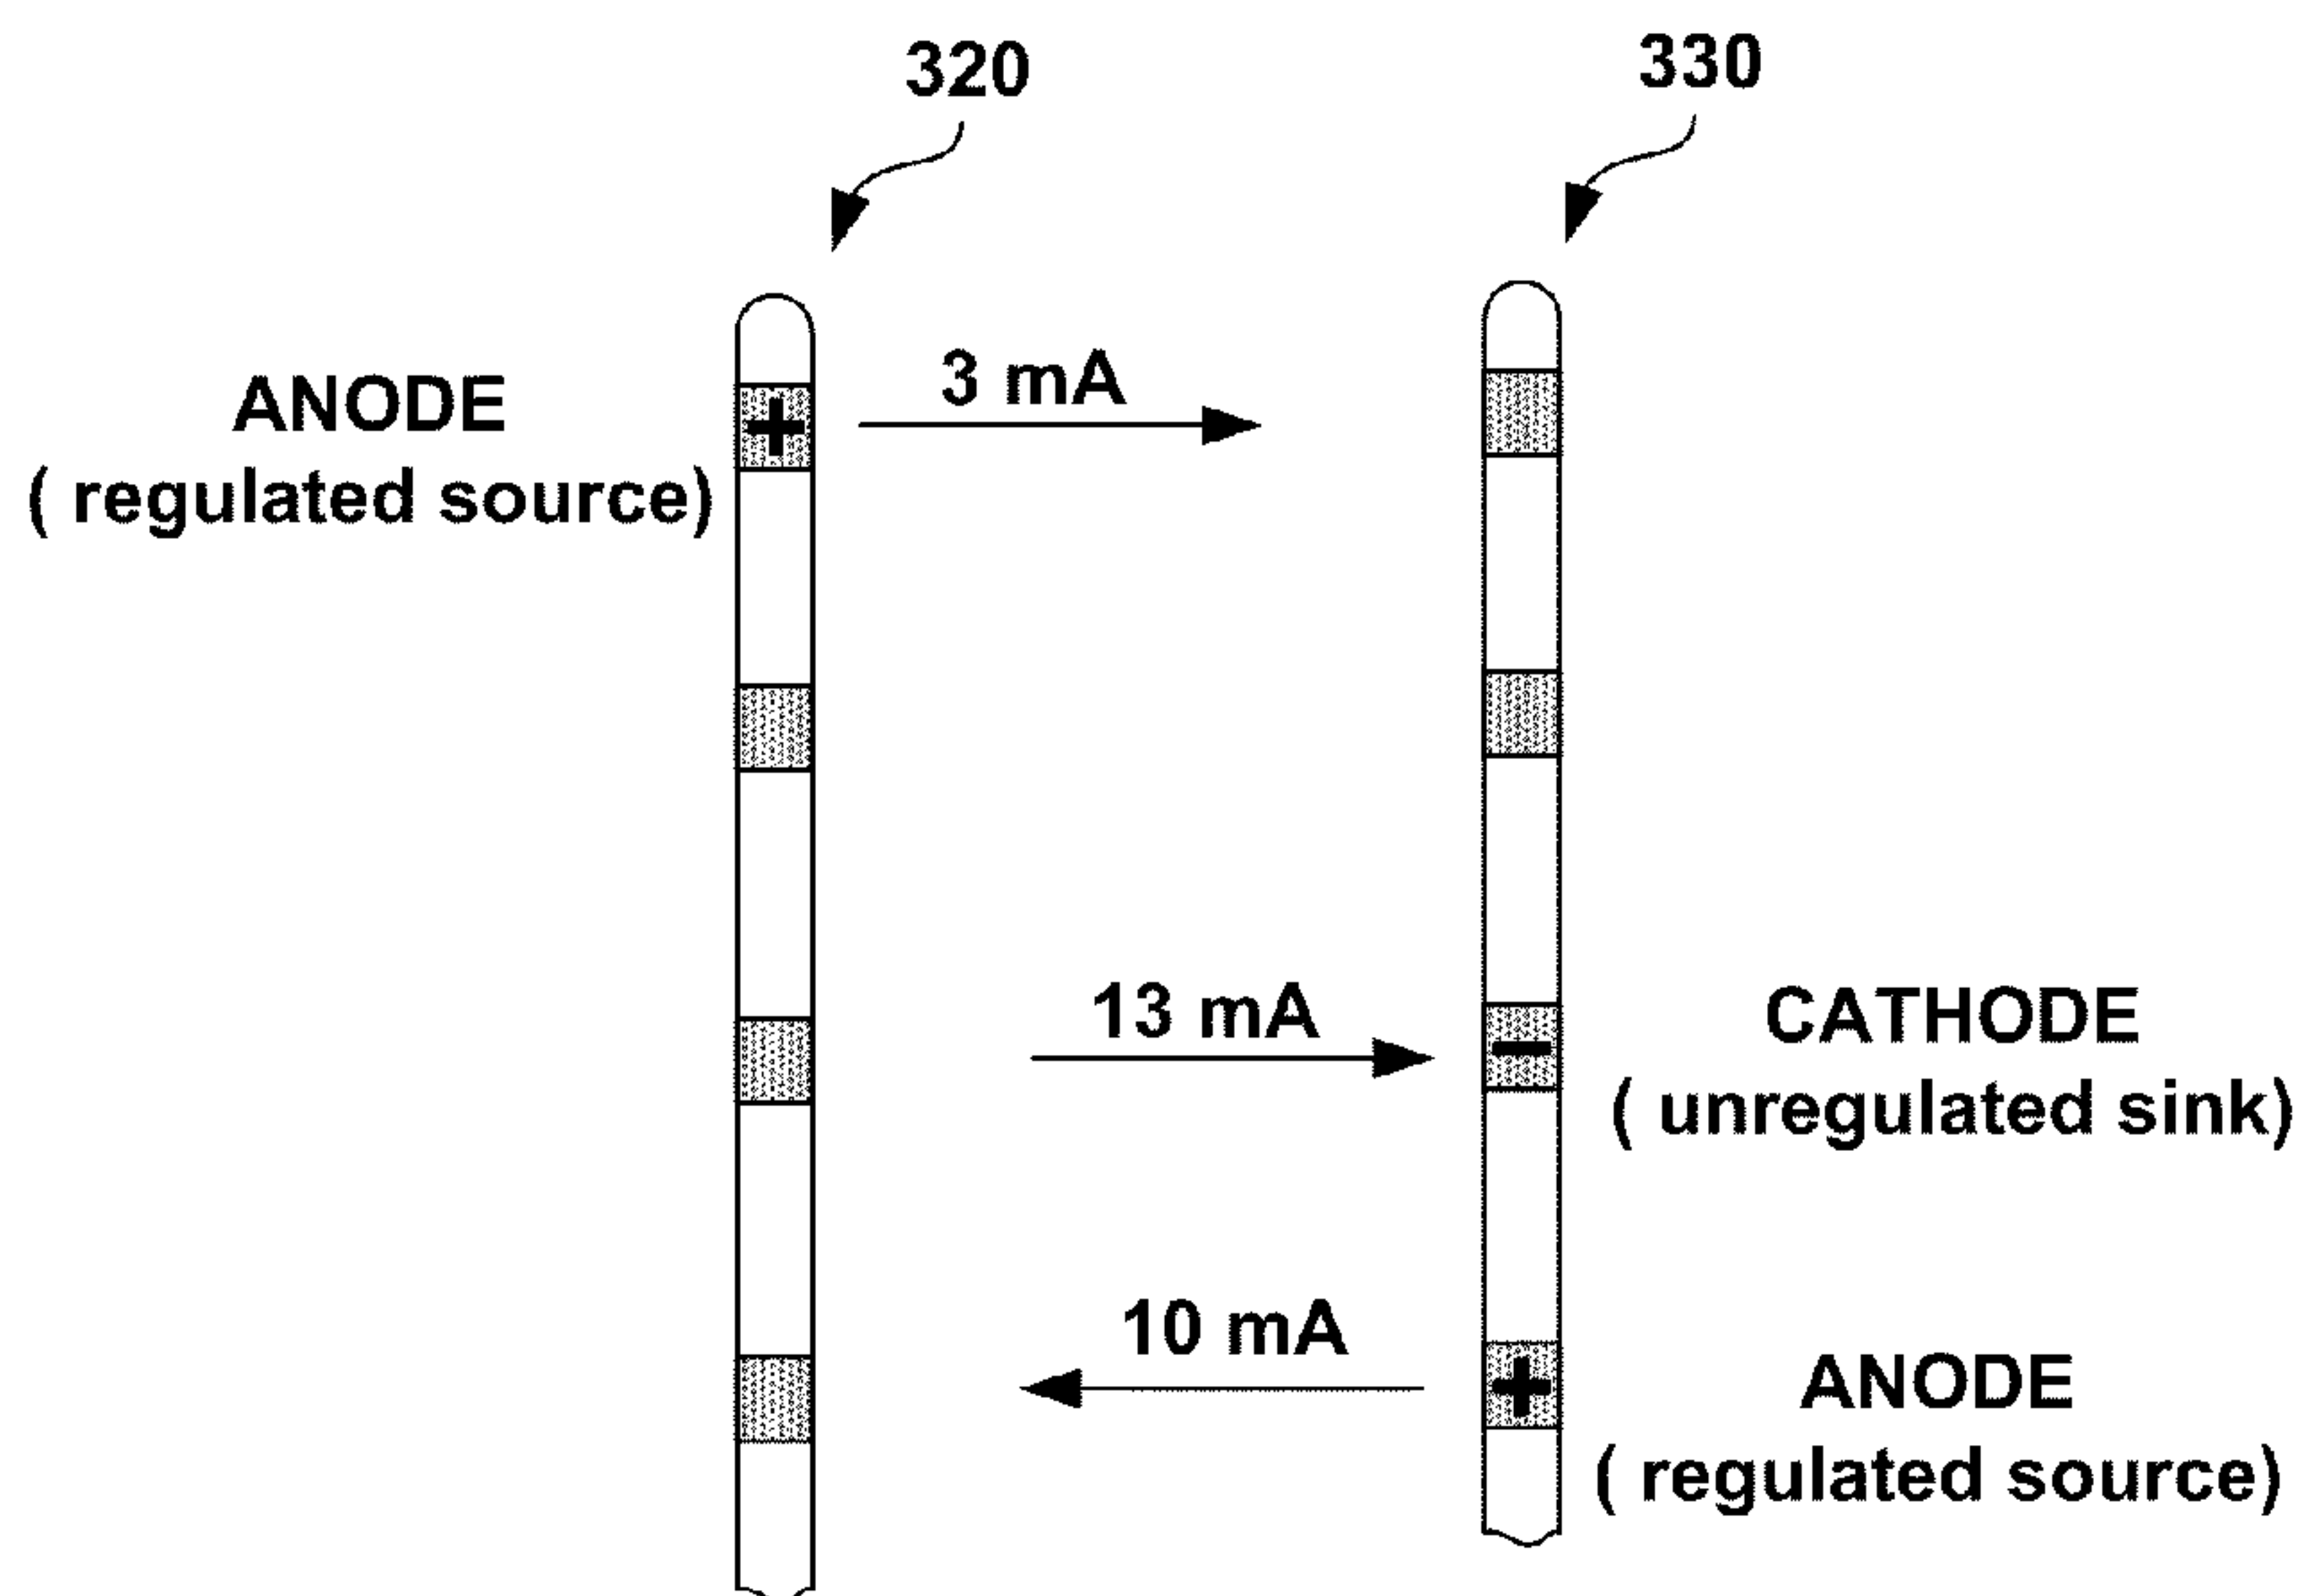 320
330
ANODE
( regulated source)
+
3 mA
13 mA
-
CATHODE
( unregulated sink)
10 mA
+
ANODE
( regulated source)